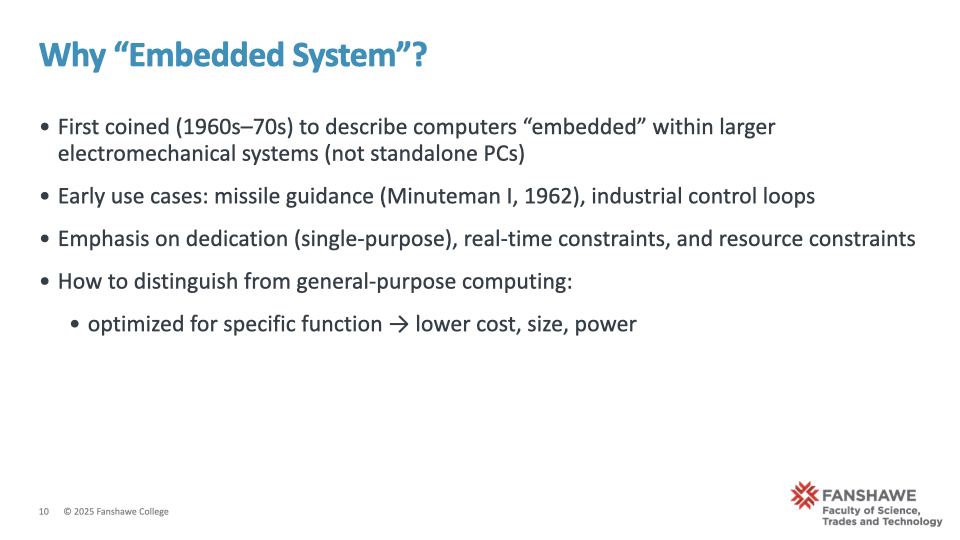 Why “Embedded System”?
• First coined (1960s–70s) to describe computers “embedded” within larger
electromechanical systems (not standalone PCs)
• Early use cases: missile guidance (Minuteman I, 1962), industrial control loops
• Emphasis on dedication (single-purpose), real-time constraints, and resource constraints
• How to distinguish from general-purpose computing:
• optimized for specific function → lower cost, size, power
10 © 2025 Fanshawe College
FANSHAWE
Faculty of Science,
Trades and Technology